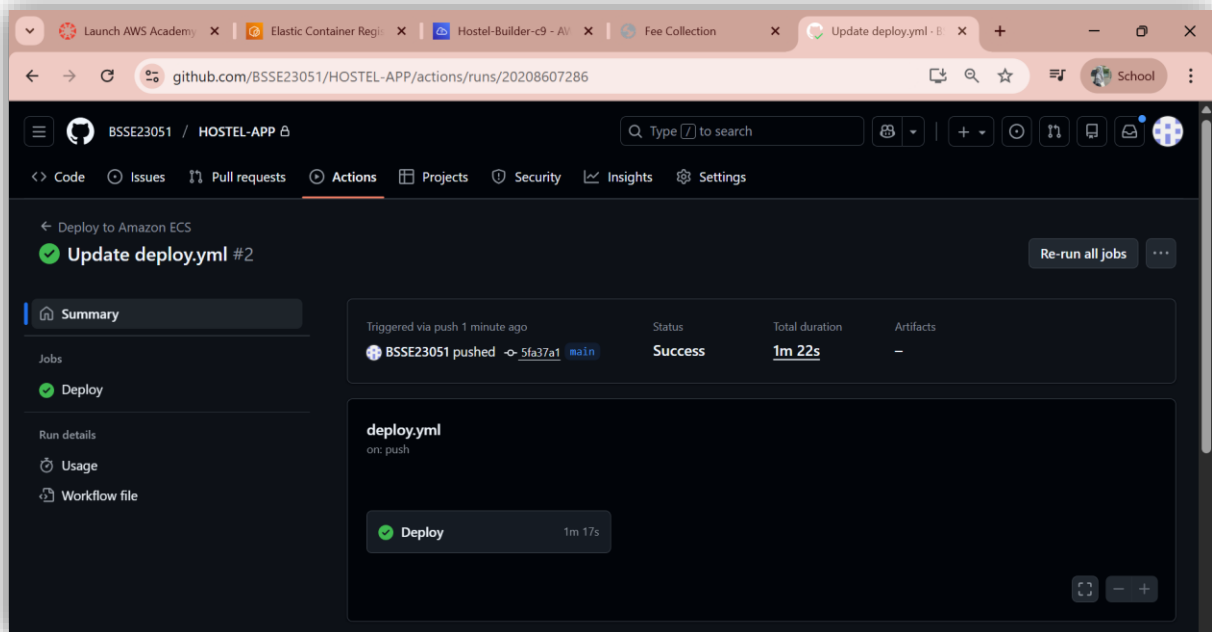 Launch AWS Academy
Elastic Container Regis
Hostel-Builder-c9 - AW
Fee Collection
Update deploy.yml · B
github.com/BSSE23051/HOSTEL-APP/actions/runs/20208607286
School
BSSE23051 / HOSTEL-APP
Type / to search
Code Issues Pull requests Actions Projects Security Insights Settings
← Deploy to Amazon ECS
Update deploy.yml #2
Re-run all jobs
Summary
Jobs
Deploy
Run details
Usage
Workflow file
Triggered via push 1 minute ago
BSSE23051 pushed 5fa37a1 main
Status
Success
Total duration
1m 22s
Artifacts
–
deploy.yml
on: push
Deploy 1m 17s